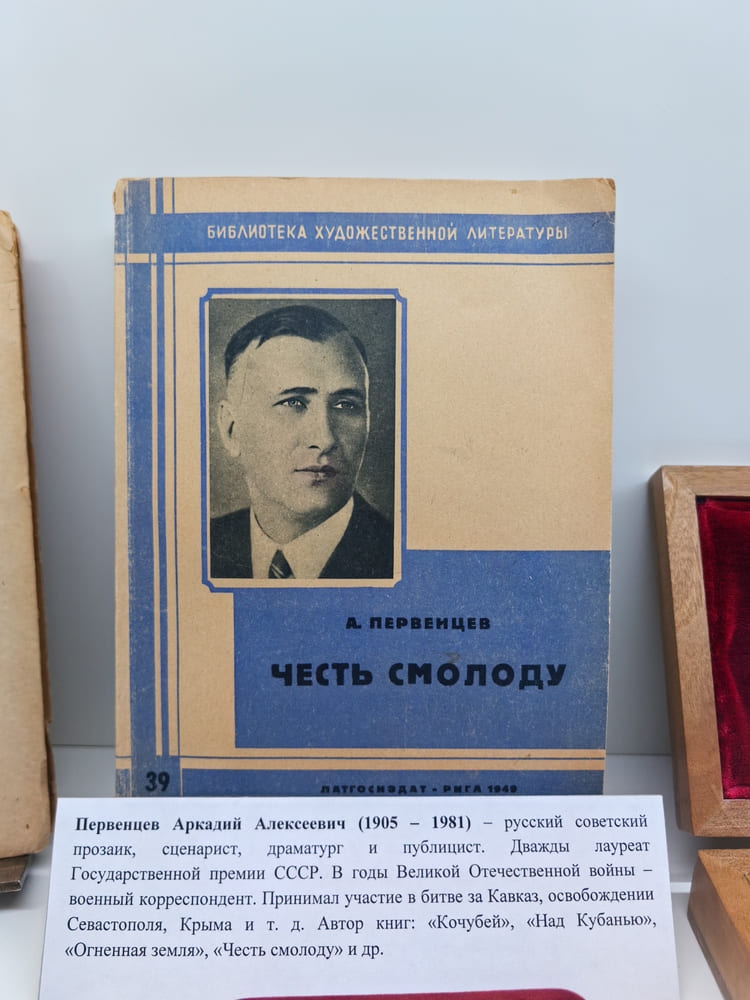 БИБЛИОТЕКА ХУДОЖЕСТВЕННОЙ ЛИТЕРАТУРЫ
А. ПЕРВЕНЦЕВ
ЧЕСТЬ СМОЛОДУ
39
ЛАТГОСИЗДАТ • РИГА 1949
Первенцев Аркадий Алексеевич (1905 – 1981) – русский советский
прозаик, сценарист, драматург и публицист. Дважды лауреат
Государственной премии СССР. В годы Великой Отечественной войны –
военный корреспондент. Принимал участие в битве за Кавказ, освобождении
Севастополя, Крыма и т. д. Автор книг: «Кочубей», «Над Кубанью»,
«Огненная земля», «Честь смолоду» и др.